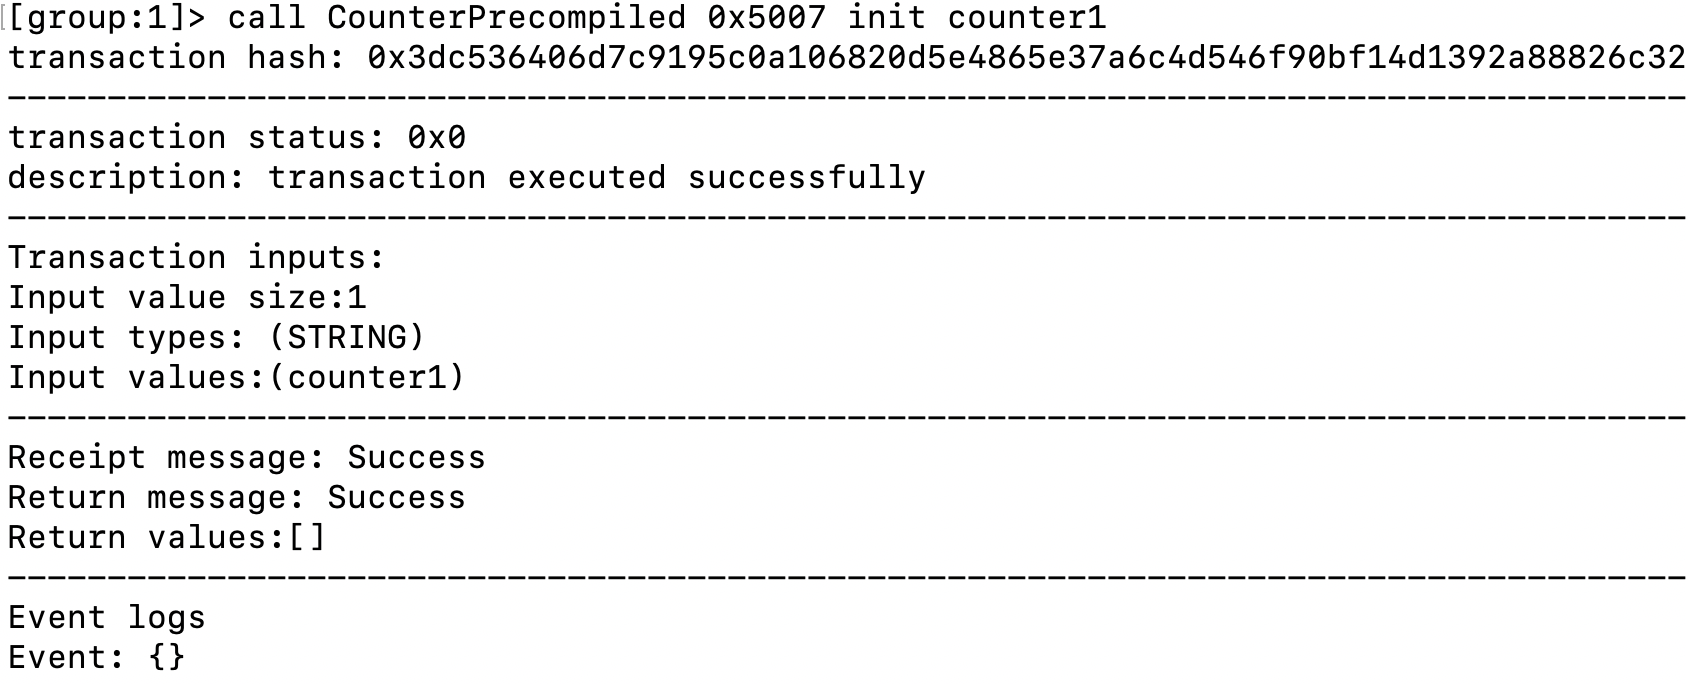 [[group:1]> call CounterPrecompiled 0x5007 init counter1
transaction hash: 0x3dc536406d7c9195c0a106820d5e4865e37a6c4d546f90bf14d1392a88826c32
------------------------------------------------------------------------------------
transaction status: 0x0
description: transaction executed successfully
------------------------------------------------------------------------------------
Transaction inputs:
Input value size:1
Input types: (STRING)
Input values:(counter1)
------------------------------------------------------------------------------------
Receipt message: Success
Return message: Success
Return values:[]
------------------------------------------------------------------------------------
Event logs
Event: {}